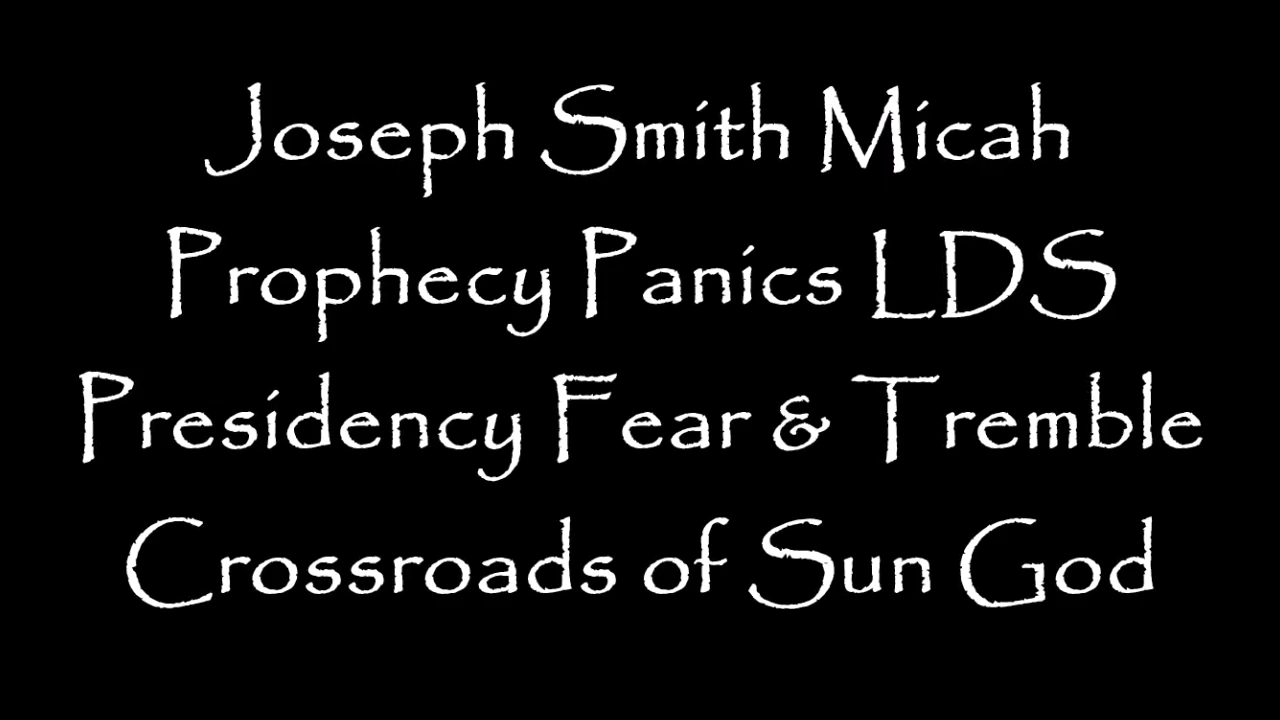 Joseph Smith Micah
Prophecy Panics LDS
Presidency Fear & Tremble
Crossroads of Sun God